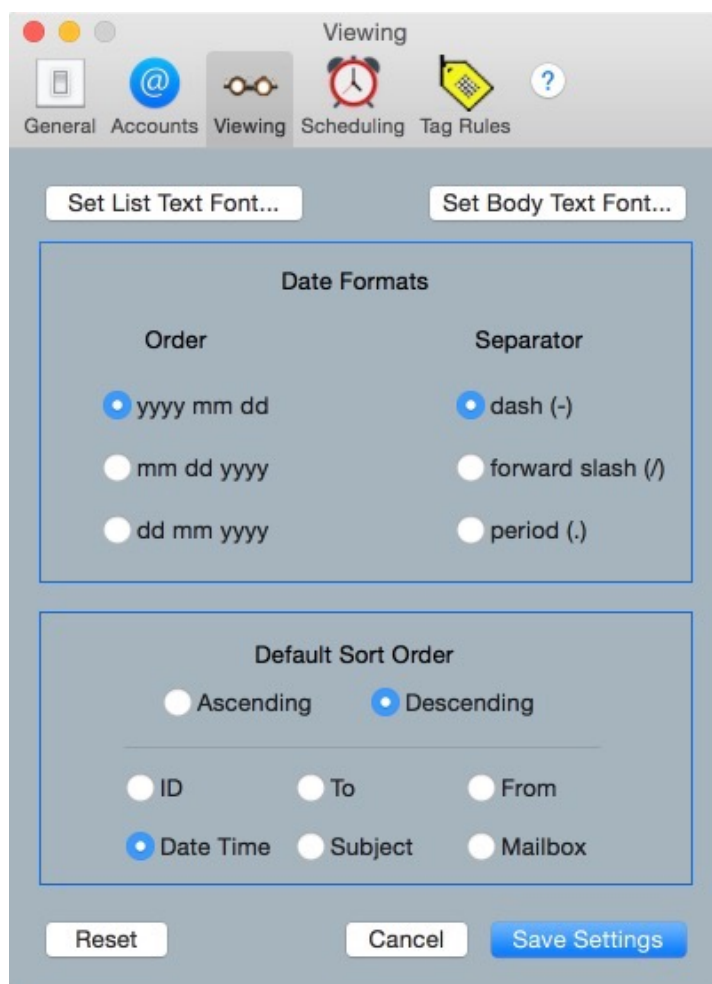 Viewing
General Accounts Viewing Scheduling Tag Rules ?
Set List Text Font... Set Body Text Font...
Date Formats
Order Separator
yyyy mm dd dash (-)
mm dd yyyy forward slash (/)
dd mm yyyy period (.)
Default Sort Order
Ascending Descending
ID To From
Date Time Subject Mailbox
Reset Cancel Save Settings